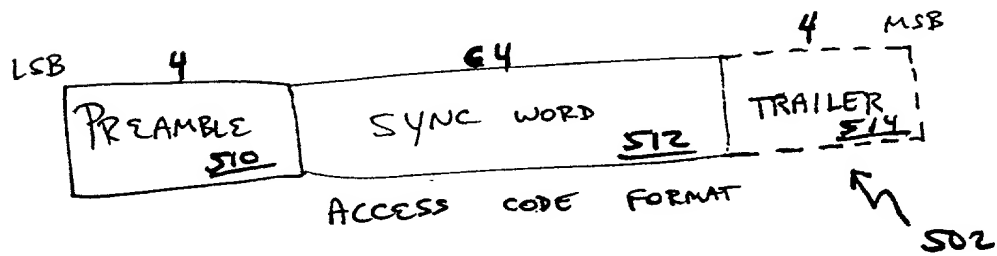 LSB 4 64 4 MSB
PREAMBLE SYNC WORD TRAILER
510 512 514
ACCESS CODE FORMAT
502